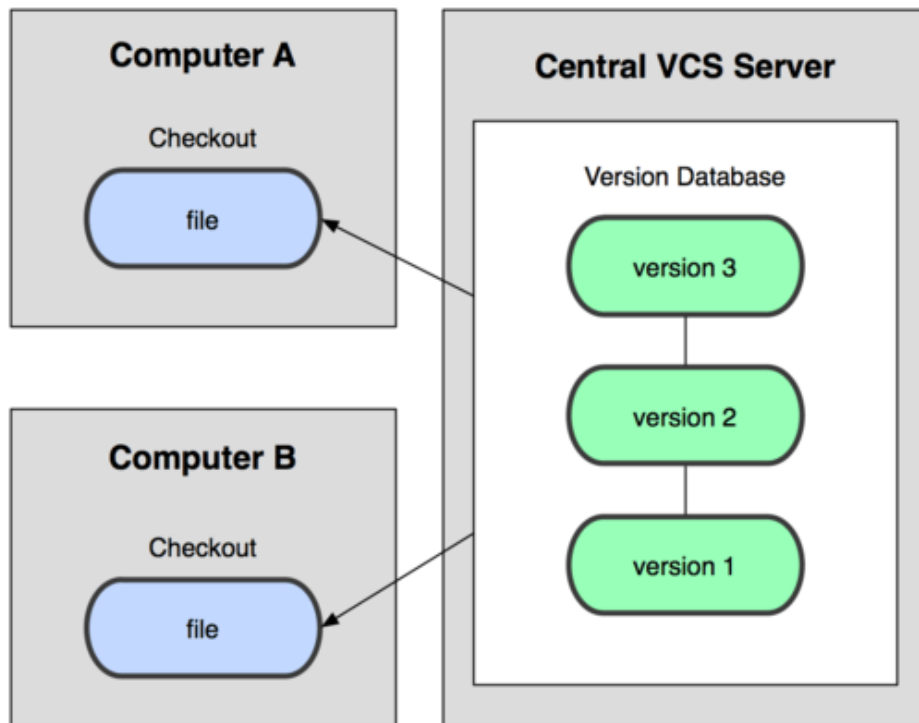 Computer A
Checkout
file
Computer B
Checkout
file
Central VCS Server
Version Database
version 3
version 2
version 1